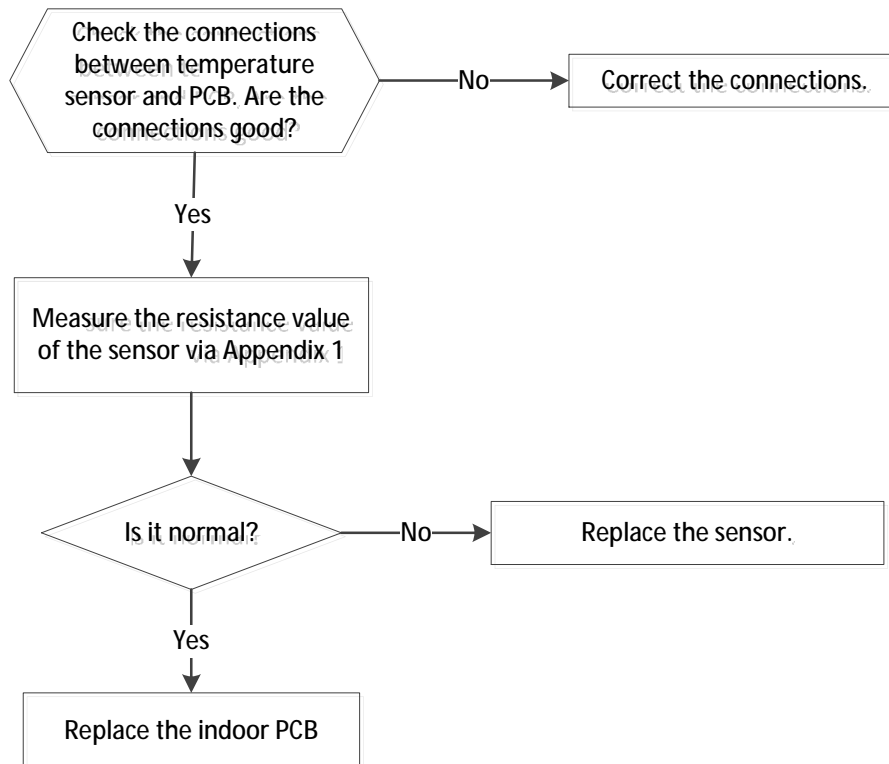 Check the connections
between temperature
sensor and PCB. Are the
connections good?
No
Correct the connections.
Yes
Measure the resistance value
of the sensor via Appendix 1
Is it normal?
No
Replace the sensor.
Yes
Replace the indoor PCB